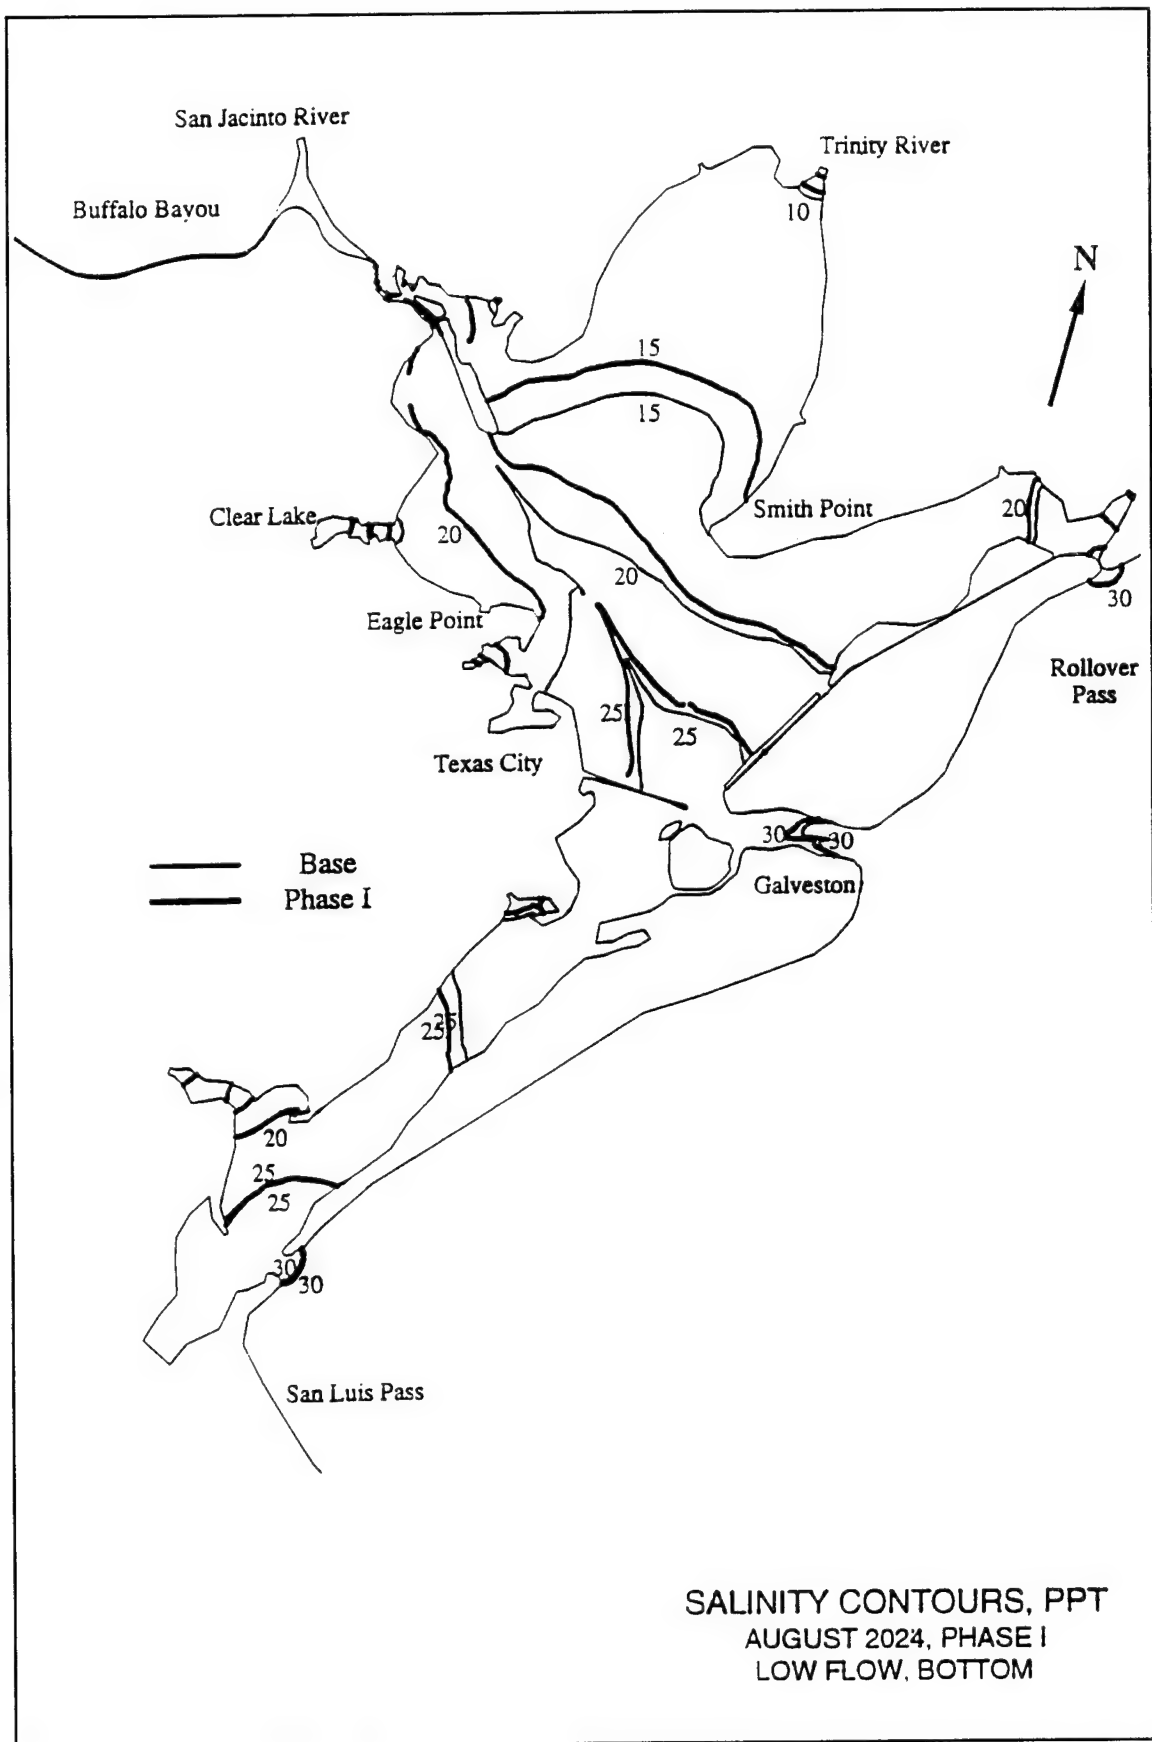 San Jacinto River
Trinity River
Buffalo Bayou
10
N
15
15
Smith Point
20
Clear Lake
20
20
30
Eagle Point
Rollover
Pass
25
25
Texas City
30
30
Base
Galveston
Phase I
25
25
20
25
25
30
30
San Luis Pass
SALINITY CONTOURS, PPT
AUGUST 2024, PHASE I
LOW FLOW, BOTTOM